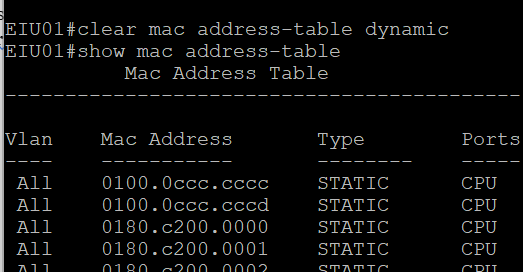 EIU01#clear mac address-table dynamic
EIU01#show mac address-table
Mac Address Table
-------------------------------------------
Vlan Mac Address Type Ports
---- ----------- -------- -----
All 0100.0ccc.cccc STATIC CPU
All 0100.0ccc.cccd STATIC CPU
All 0180.c200.0000 STATIC CPU
All 0180.c200.0001 STATIC CPU
All 0180.c200.0002 STATIC CPU